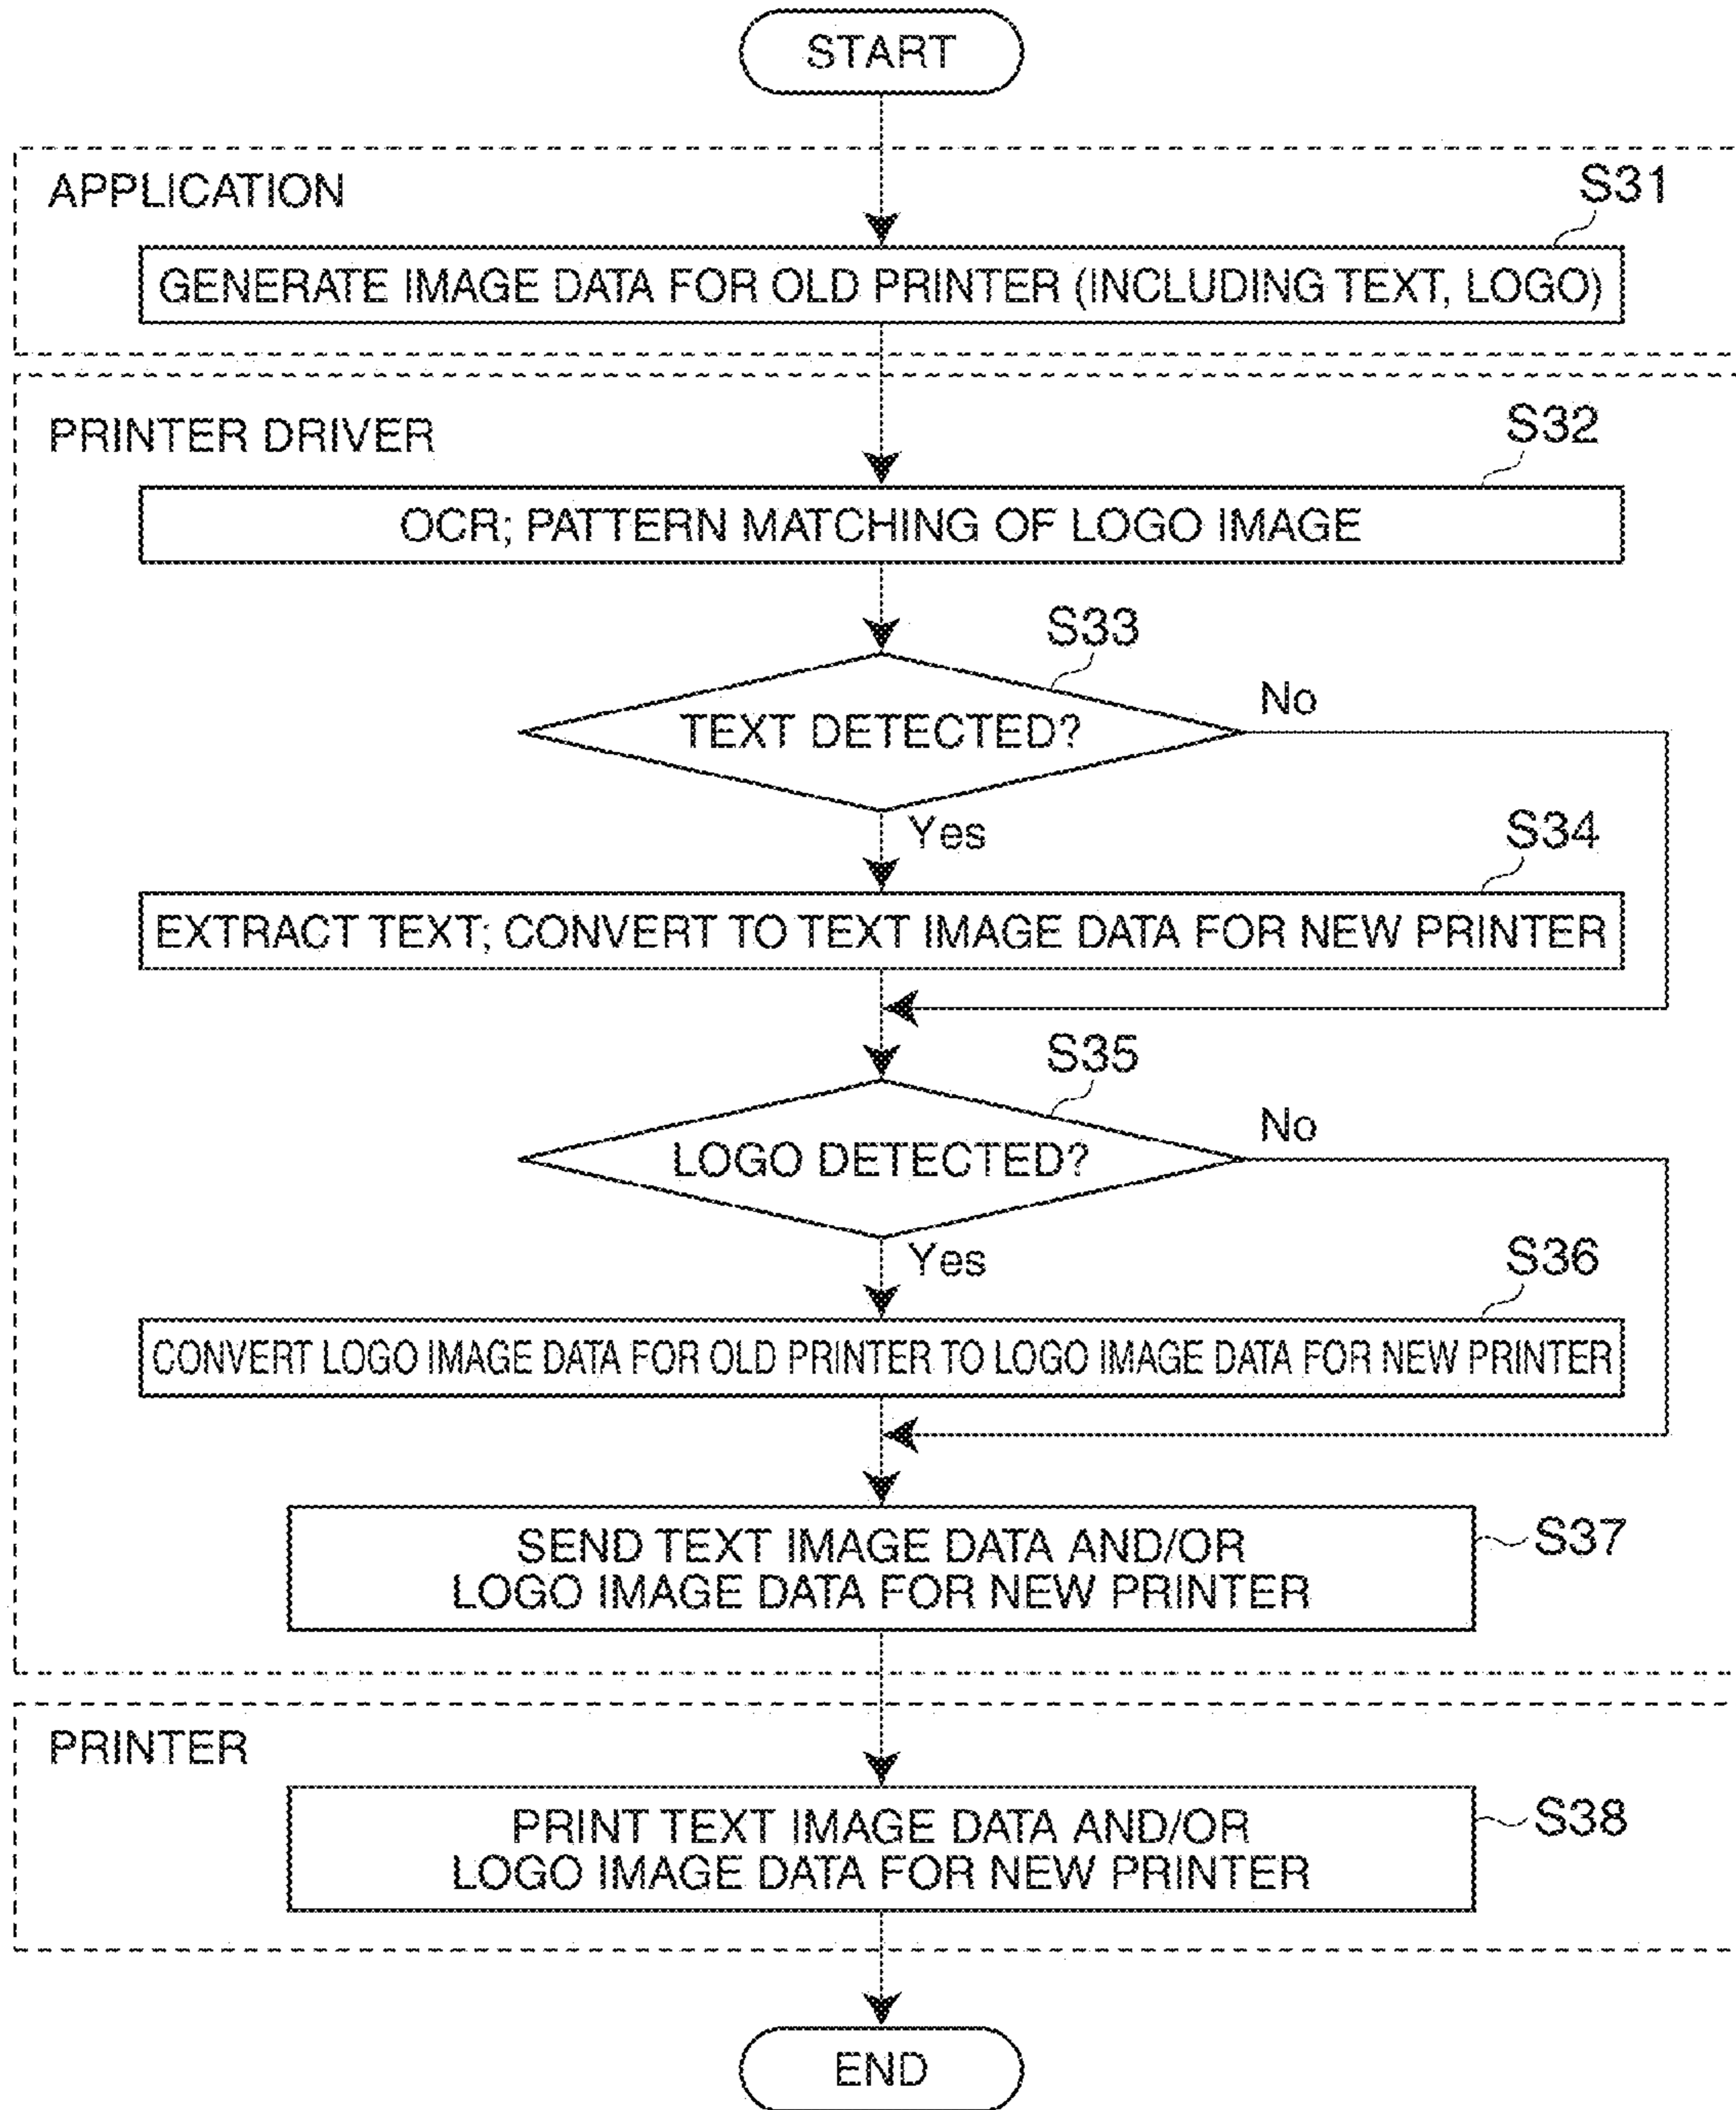 START
APPLICATION
S31
GENERATE IMAGE DATA FOR OLD PRINTER (INCLUDING TEXT, LOGO)
PRINTER DRIVER
S32
OCR; PATTERN MATCHING OF LOGO IMAGE
S33
TEXT DETECTED?
No
Yes
S34
EXTRACT TEXT; CONVERT TO TEXT IMAGE DATA FOR NEW PRINTER
S35
LOGO DETECTED?
No
Yes
S36
CONVERT LOGO IMAGE DATA FOR OLD PRINTER TO LOGO IMAGE DATA FOR NEW PRINTER
SEND TEXT IMAGE DATA AND/OR
LOGO IMAGE DATA FOR NEW PRINTER
S37
PRINTER
PRINT TEXT IMAGE DATA AND/OR
LOGO IMAGE DATA FOR NEW PRINTER
S38
END